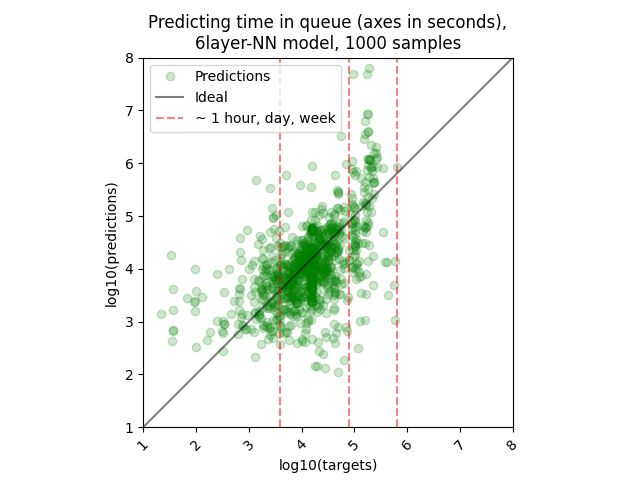 Predicting time in queue (axes in seconds),
6layer-NN model, 1000 samples
Predictions
Ideal
~ 1 hour, day, week
log10(predictions)
8
7
6
5
4
3
2
1
1 2 3 4 5 6 7 8
log10(targets)